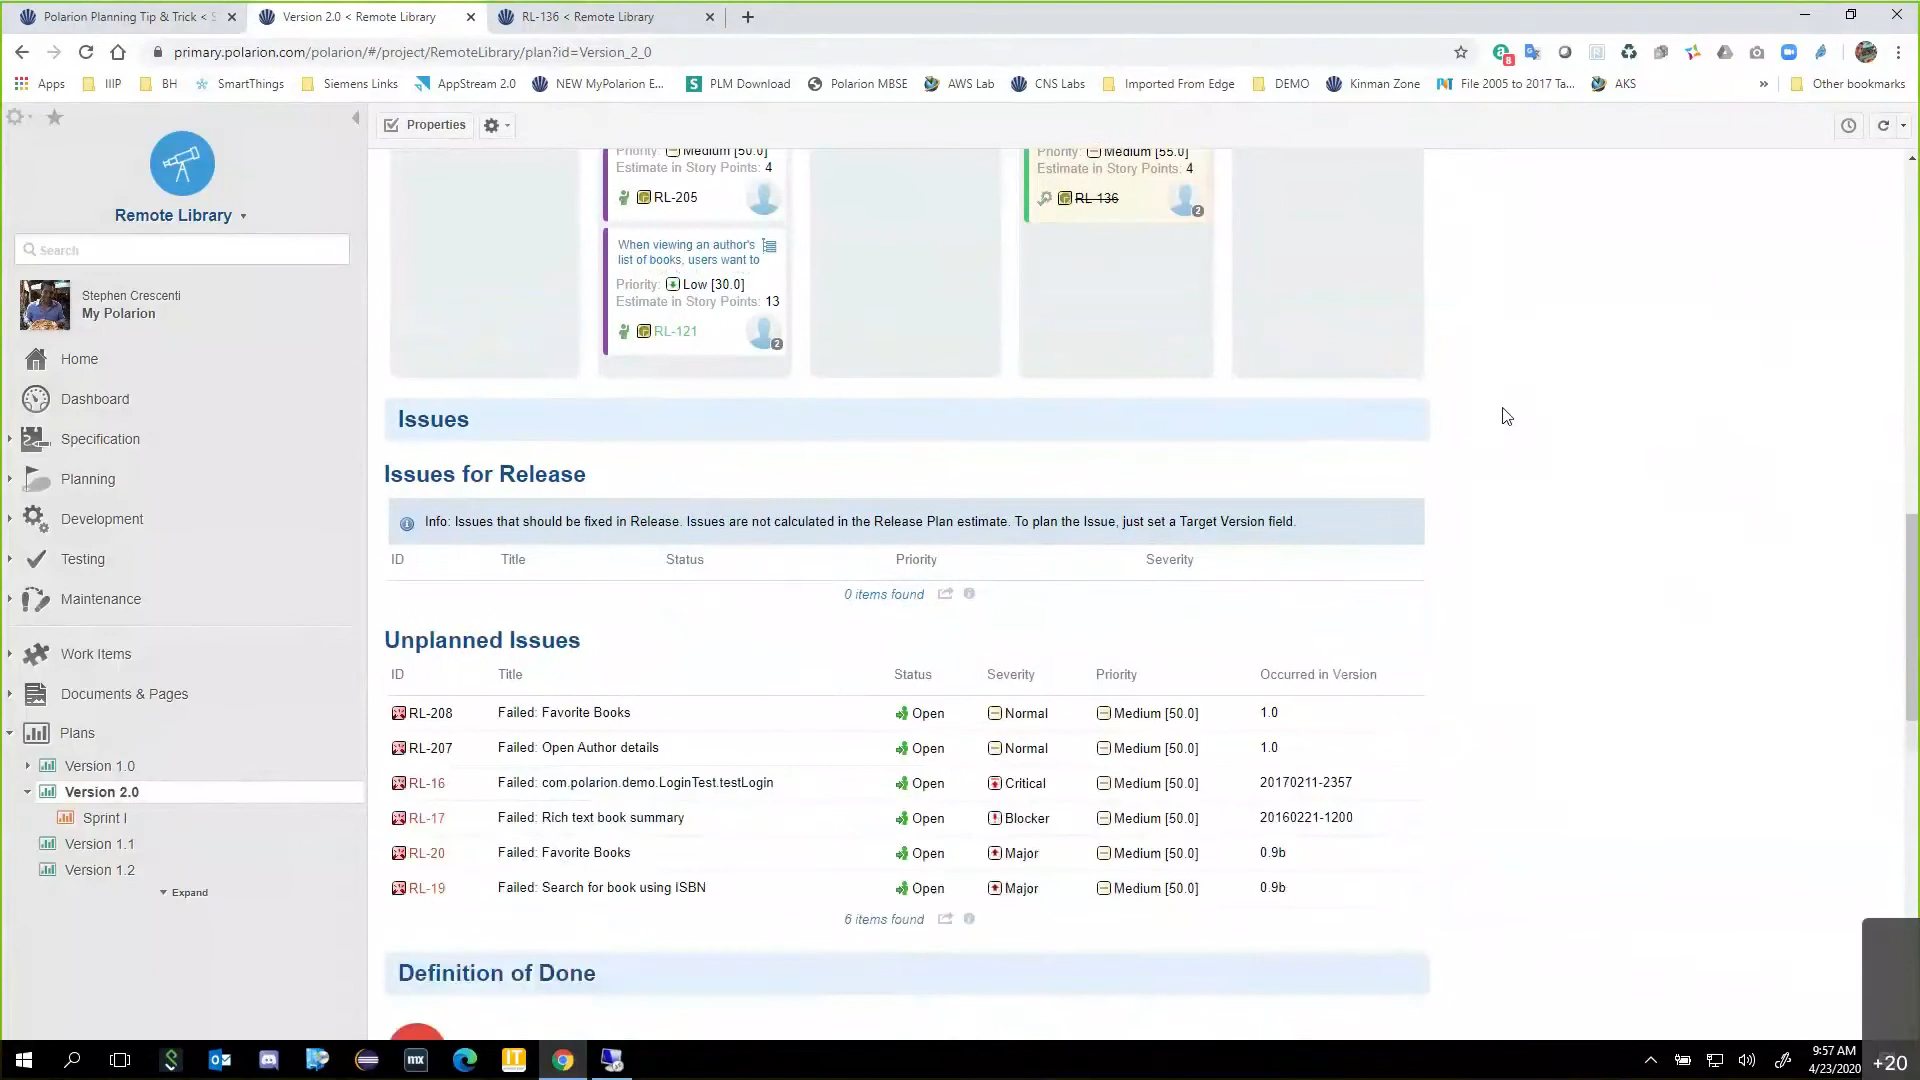 Polarion Planning Tip & Trick < S
Version 2.0 < Remote Library
RL-136 < Remote Library
primary.polarion.com/polarion/#/project/RemoteLibrary/plan?id=Version_2_0
8
Apps
IIIP
BH
SmartThings
Siemens Links
AppStream 2.0
NEW MyPolarion E...
S
PLM Download
Polarion MBSE
AWS Lab
CNS Labs
Imported From Edge
DEMO
Kinman Zone
File 2005 to 2017 Ta...
AKS
»
Other bookmarks
Remote Library
Search
Stephen Crescenti
My Polarion
Home
Dashboard
Specification
Planning
Development
Testing
Maintenance
Work Items
Documents & Pages
Plans
Version 1.0
Version 2.0
Sprint I
Version 1.1
Version 1.2
Expand
Properties
Priority: Medium [50.0]
Estimate in Story Points: 4
RL-205
When viewing an author's
list of books, users want to
Priority: Low [30.0]
Estimate in Story Points: 13
RL-121
2
Priority: Medium [55.0]
Estimate in Story Points: 4
RL-136
2
Issues
Issues for Release
Info: Issues that should be fixed in Release. Issues are not calculated in the Release Plan estimate. To plan the Issue, just set a Target Version field.
ID Title Status Priority Severity
0 items found
Unplanned Issues
ID Title Status Severity Priority Occurred in Version
RL-208 Failed: Favorite Books Open Normal Medium [50.0] 1.0
RL-207 Failed: Open Author details Open Normal Medium [50.0] 1.0
RL-16 Failed: com.polarion.demo.LoginTest.testLogin Open Critical Medium [50.0] 20170211-2357
RL-17 Failed: Rich text book summary Open Blocker Medium [50.0] 20160221-1200
RL-20 Failed: Favorite Books Open Major Medium [50.0] 0.9b
RL-19 Failed: Search for book using ISBN Open Major Medium [50.0] 0.9b
6 items found
Definition of Done
mx
IT
9:57 AM
4/23/2020
+20